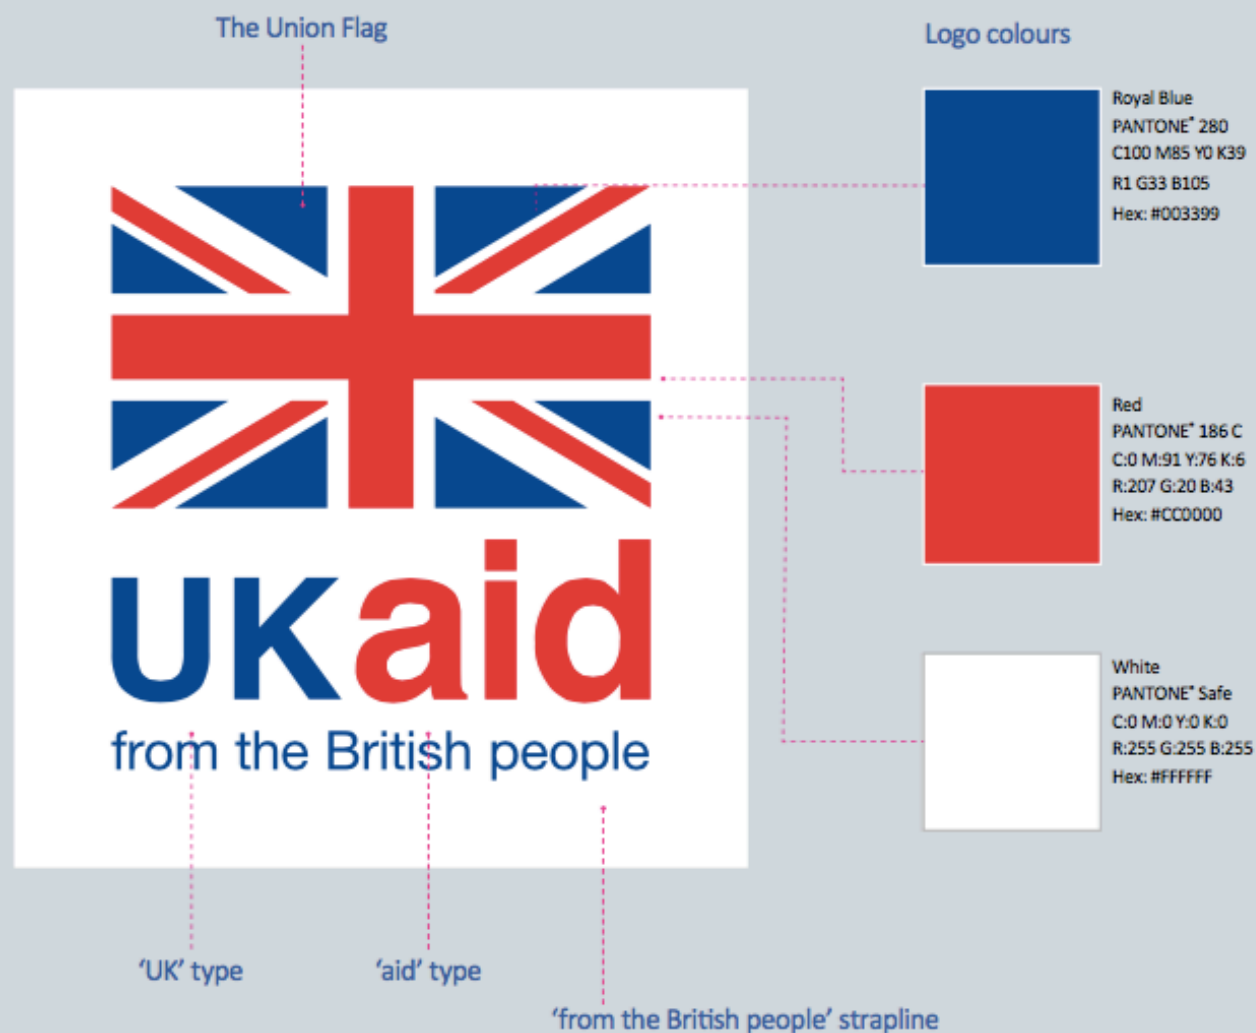 The Union Flag
Logo colours
Royal Blue
PANTONE® 280
C100 M85 Y0 K39
R1 G33 B105
Hex: #003399
Red
PANTONE® 186 C
C:0 M:91 Y:76 K:6
R:207 G:20 B:43
Hex: #CC0000
White
PANTONE® Safe
C:0 M:0 Y:0 K:0
R:255 G:255 B:255
Hex: #FFFFFF
UKaid
from the British people
‘UK’ type
‘aid’ type
‘from the British people’ strapline